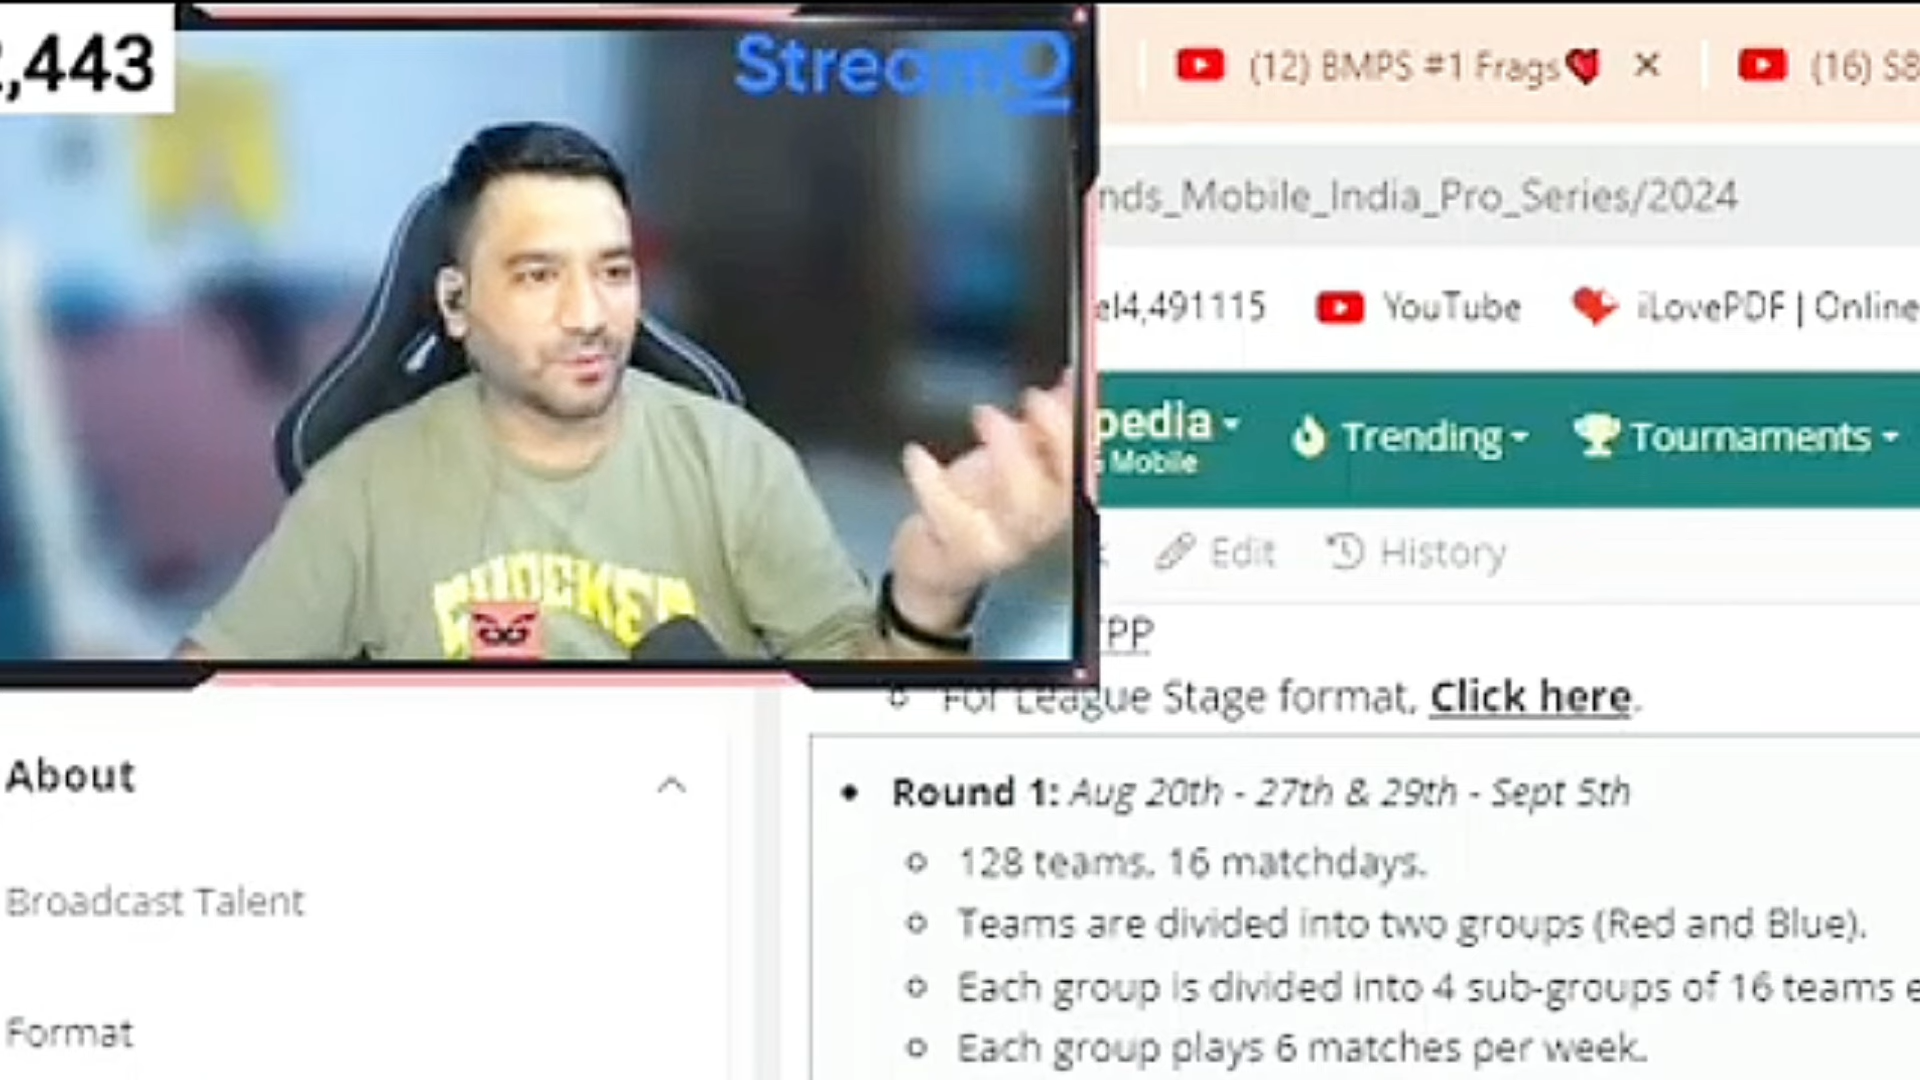 ,443
StreamO
(12) BMPS #1 Frags❤ ×
(16) S8
nds_Mobile_India_Pro_Series/2024
el4,491115
YouTube
iLovePDF | Online
pedia
Mobile
Trending
Tournaments
Edit
History
PP
For League Stage format, Click here.
About
Broadcast Talent
Format
• Round 1: Aug 20th - 27th & 29th - Sept 5th
128 teams. 16 matchdays.
Teams are divided into two groups (Red and Blue).
Each group is divided into 4 sub-groups of 16 teams e
Each group plays 6 matches per week.